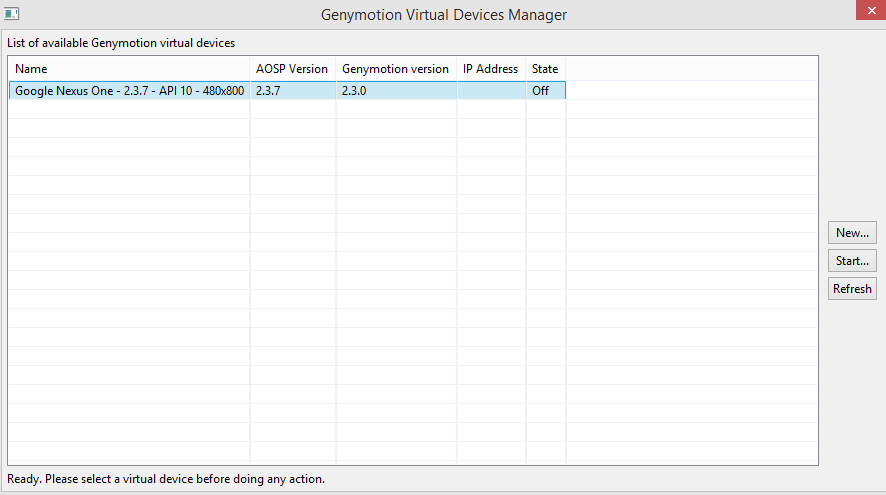 Genymotion Virtual Devices Manager
List of available Genymotion virtual devices
Name AOSP Version Genymotion version IP Address State
Google Nexus One - 2.3.7 - API 10 - 480x800 2.3.7 2.3.0 Off
New...
Start...
Refresh
Ready. Please select a virtual device before doing any action.